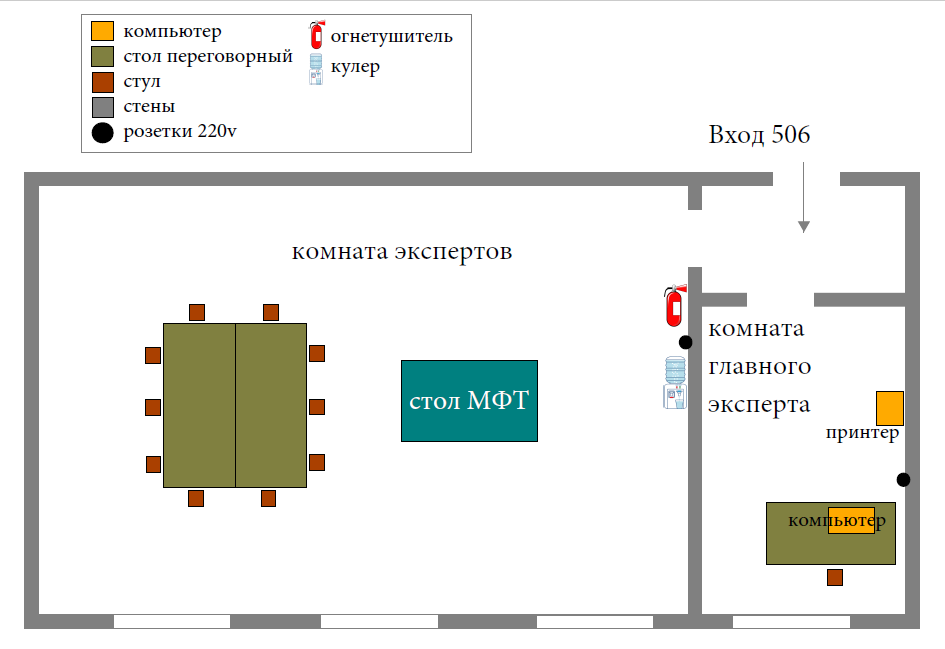 компьютер
стол переговорный
стул
стены
розетки 220v
огнетушитель
кулер
Вход 506
комната экспертов
комната
главного
эксперта
стол МФТ
принтер
компьютер